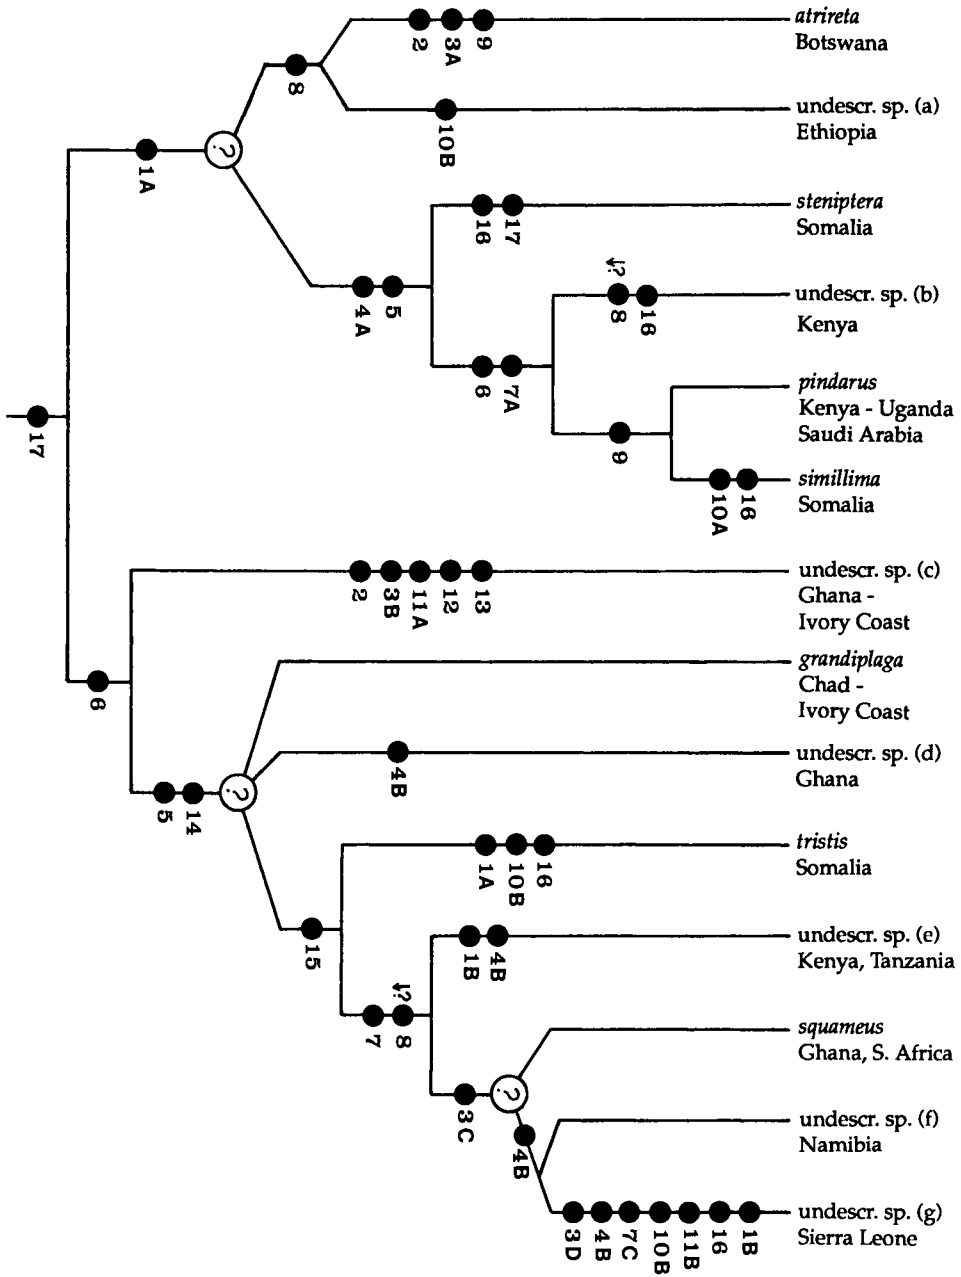 atrireta
Botswana
2 3A 9
8
undescr. sp. (a)
Ethiopia
10B
?
1A
steniptera
Somalia
16 17
4A 5
↓?
undescr. sp. (b)
Kenya
8 16
6 7A
pindarus
Kenya - Uganda
Saudi Arabia
9
simillima
Somalia
10A 16
17
undescr. sp. (c)
Ghana -
Ivory Coast
2 3B 11A 12 13
grandiplaga
Chad -
Ivory Coast
6
undescr. sp. (d)
Ghana
4B
5 14
?
tristis
Somalia
1A 10B 16
15
undescr. sp. (e)
Kenya, Tanzania
1B 4B
↓?
7 8
squameus
Ghana, S. Africa
?
3C
undescr. sp. (f)
Namibia
4B
undescr. sp. (g)
Sierra Leone
3D 4B 7C 10B 11B 16 1B